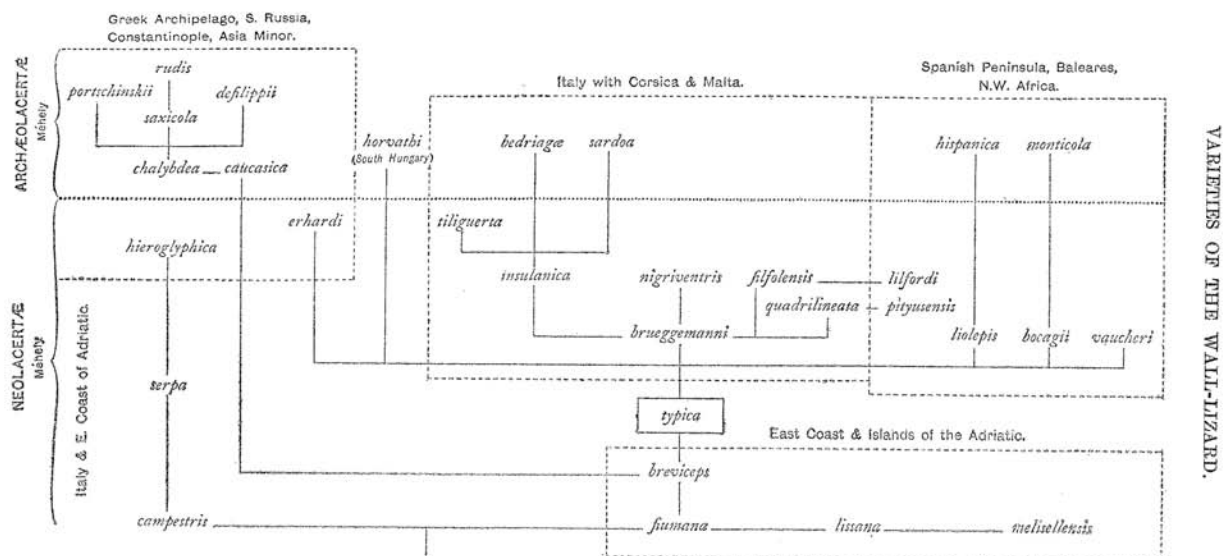 Greek Archipelago, S. Russia,
Constantinople, Asia Minor.
ARCHÆOLACERTÆ
Méhely
rudis
portschinskii
defilippii
saxicola
chalybdea
caucasica
horvathi
(South Hungary)
Italy with Corsica & Malta.
bedriagæ
sardoa
Spanish Peninsula, Baleares,
N.W. Africa.
hispanica
monticola
VARIETIES OF THE WALL-LIZARD.
NEOLACERTÆ
Méhely
Italy & E. Coast of Adriatic.
hieroglyphica
erhardi
tiliguerta
insulanica
nigriventris
filfolensis
lilfordi
quadrilineata
pityusensis
brueggemanni
liolepis
bocagii
vaucheri
serpa
typica
East Coast & Islands of the Adriatic.
breviceps
campestris
fiumana
lissana
melisellensis